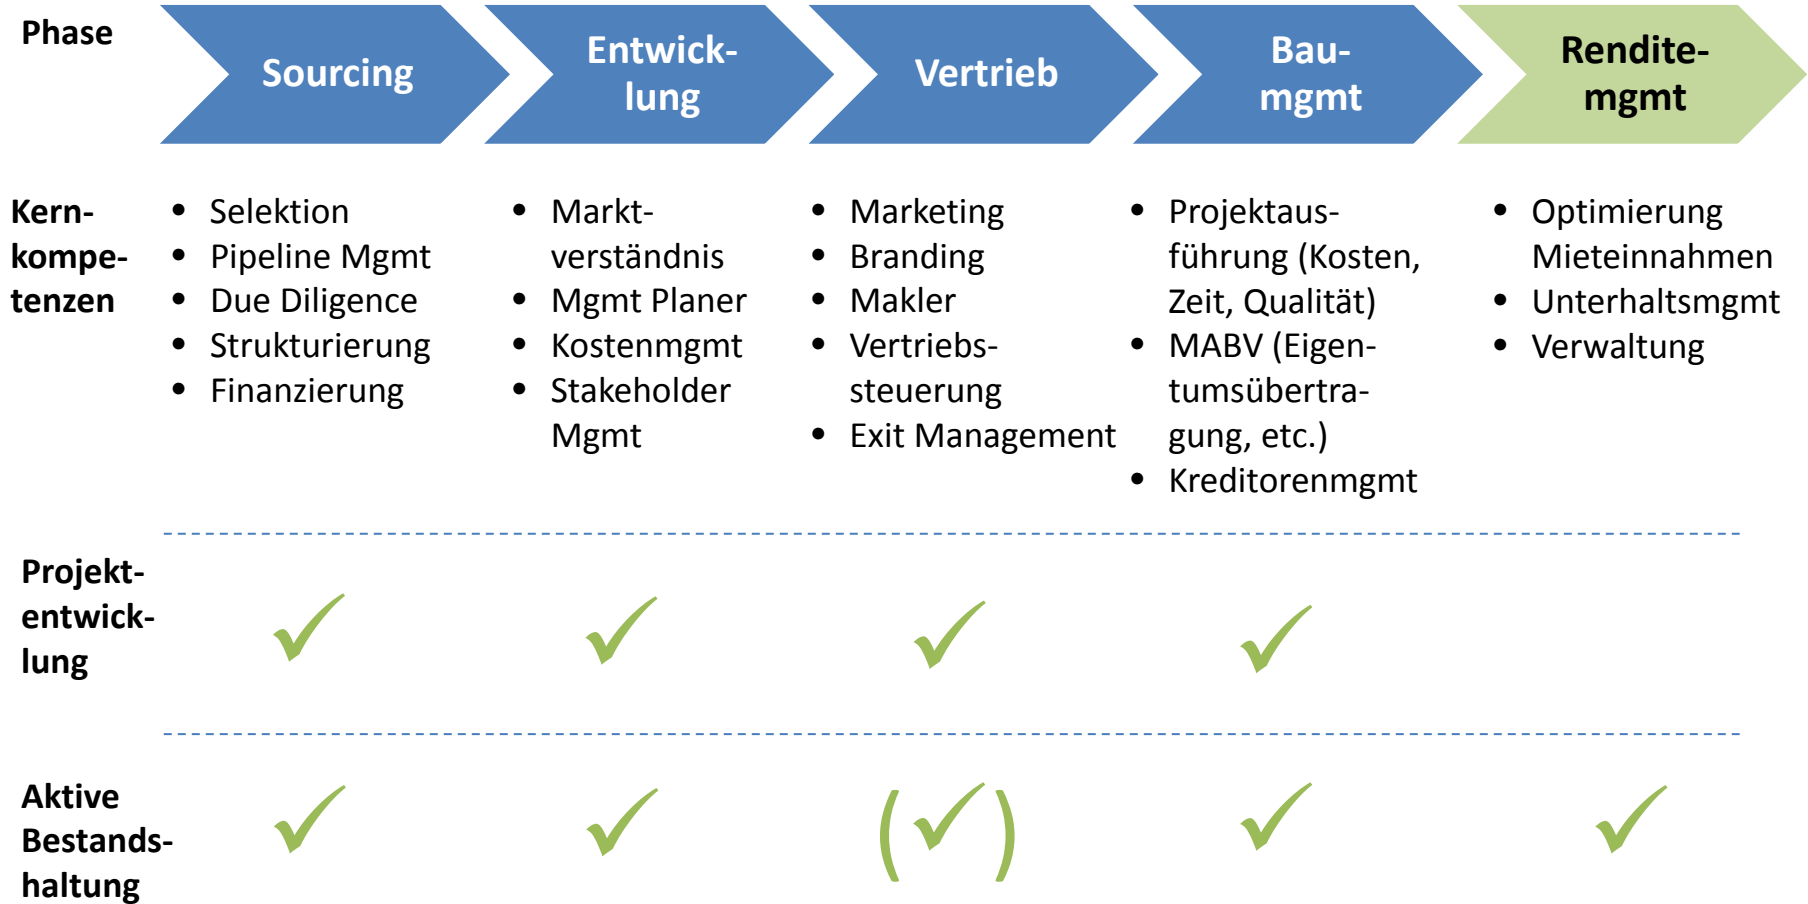 Phase
Sourcing
Entwick-
lung
Vertrieb
Bau-
mgmt
Rendite-
mgmt
Kern-
kompe-
tenzen
• Selektion
• Pipeline Mgmt
• Due Diligence
• Strukturierung
• Finanzierung
• Markt-
verständnis
• Mgmt Planer
• Kostenmgmt
• Stakeholder
Mgmt
• Marketing
• Branding
• Makler
• Vertriebs-
steuerung
• Exit Management
• Projektaus-
führung (Kosten,
Zeit, Qualität)
• MABV (Eigen-
tumsübertra-
gung, etc.)
• Kreditorenmgmt
• Optimierung
Mieteinnahmen
• Unterhaltsmgmt
• Verwaltung
Projekt-
entwick-
lung
✓ ✓ ✓ ✓
Aktive
Bestands-
haltung
✓ ✓ (✓) ✓ ✓